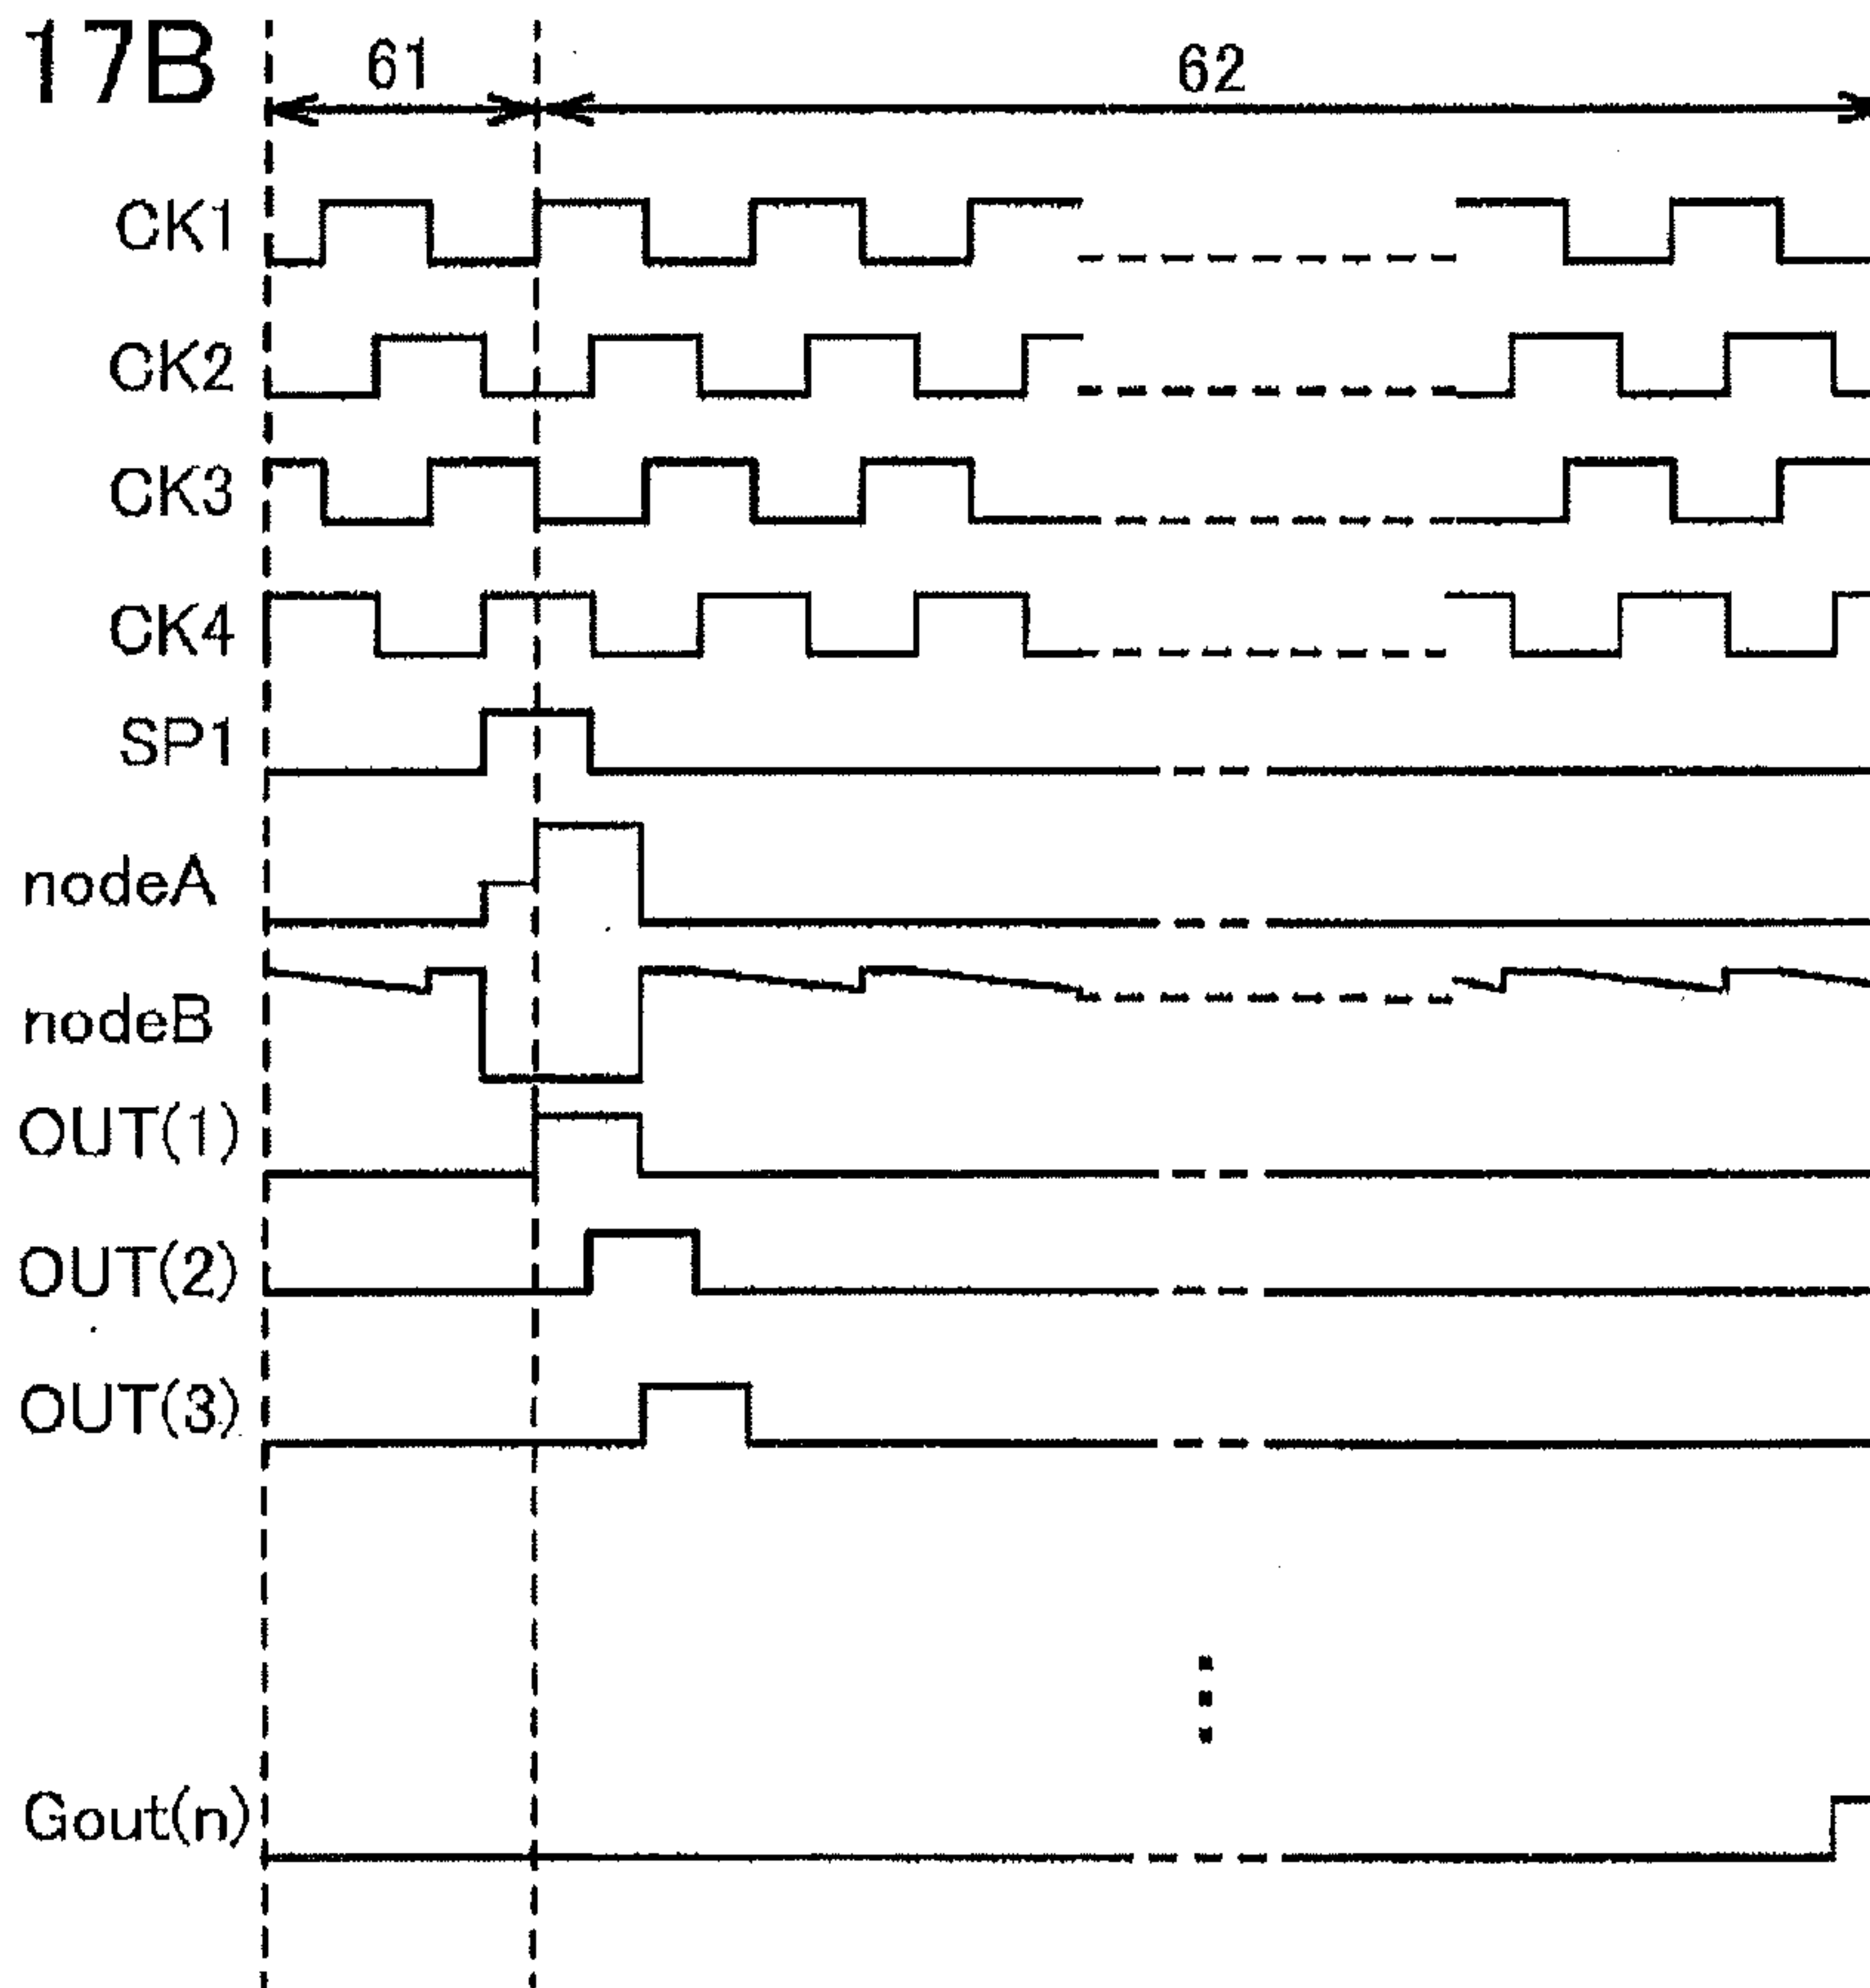 17B
61
62
CK1
CK2
CK3
CK4
SP1
nodeA
nodeB
OUT(1)
OUT(2)
OUT(3)
Gout(n)